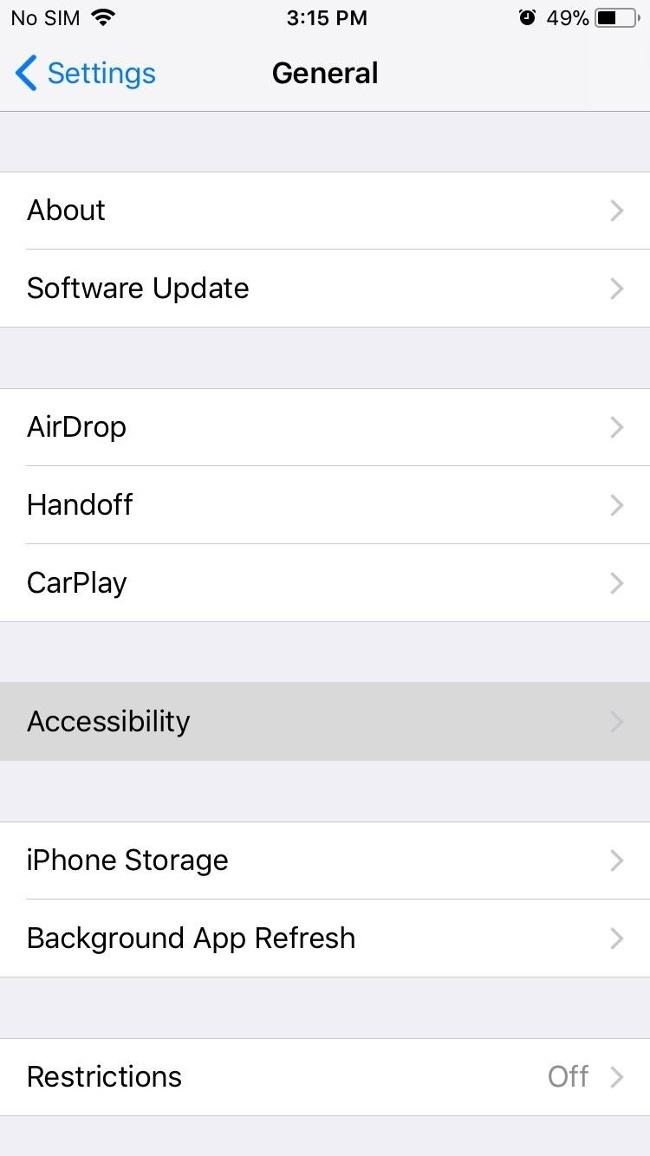 No SIM 3:15 PM 49%
Settings General
About
Software Update
AirDrop
Handoff
CarPlay
Accessibility
iPhone Storage
Background App Refresh
Restrictions Off